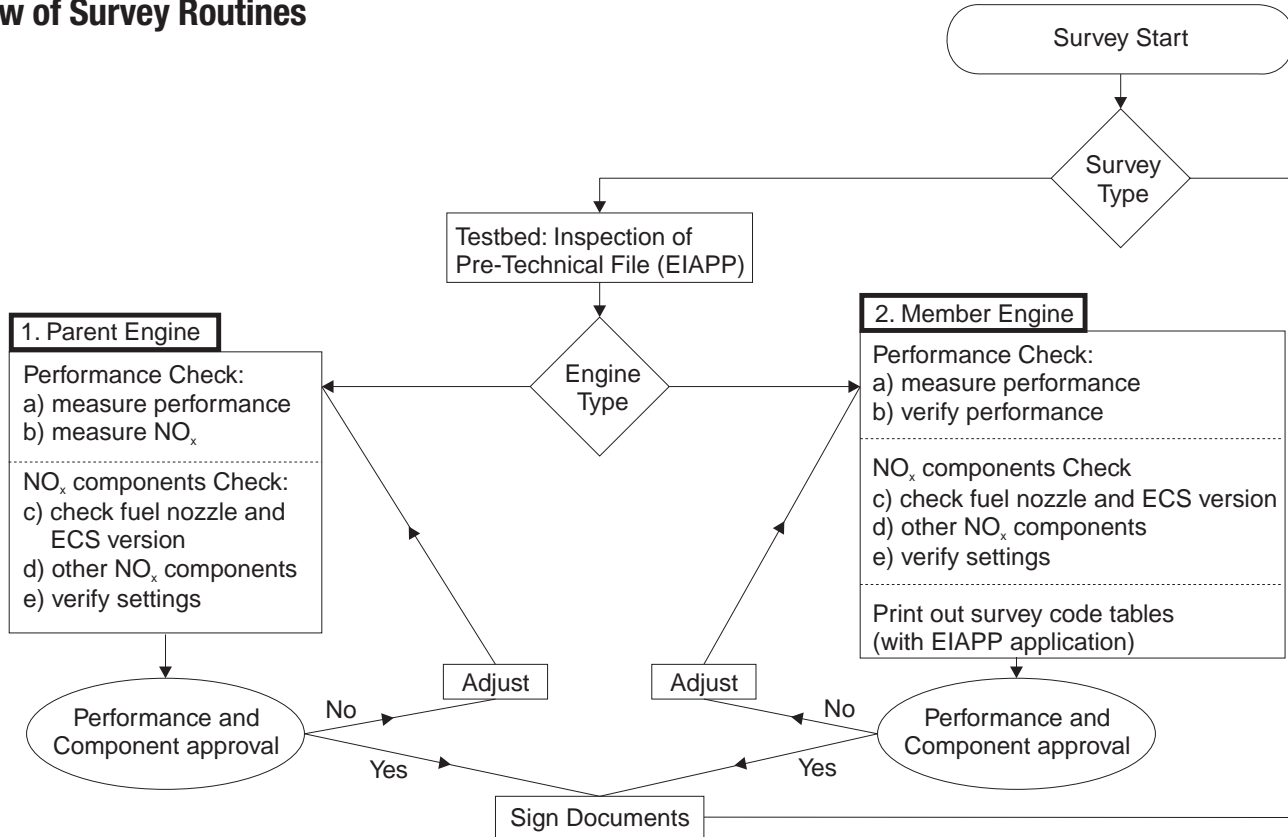 w of Survey Routines
Survey Start
Survey
Type
Testbed: Inspection of
Pre-Technical File (EIAPP)
Engine
Type
1. Parent Engine
Performance Check:
a) measure performance
b) measure NOx
NOx components Check:
c) check fuel nozzle and
ECS version
d) other NOx components
e) verify settings
2. Member Engine
Performance Check:
a) measure performance
b) verify performance
NOx components Check
c) check fuel nozzle and ECS version
d) other NOx components
e) verify settings
Print out survey code tables
(with EIAPP application)
Adjust
Adjust
Performance and
Component approval
No
Yes
No
Yes
Performance and
Component approval
Sign Documents